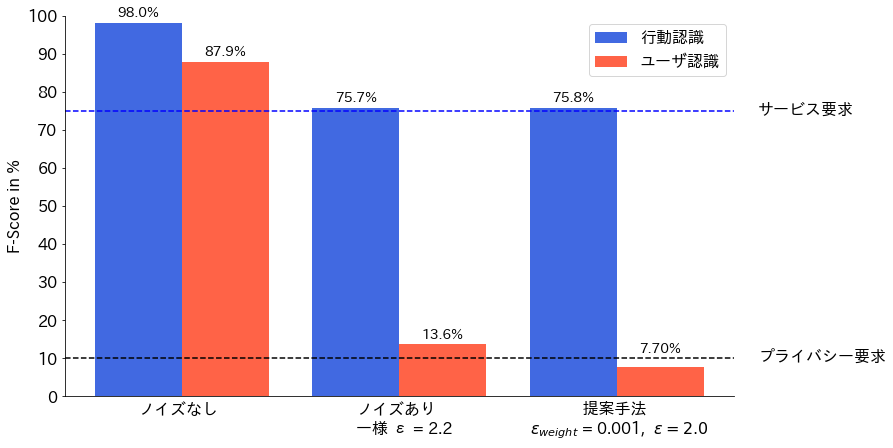 F-Score in %
100
90
80
70
60
50
40
30
20
10
0
98.0%
87.9%
75.7%
13.6%
75.8%
7.70%
行動認識
ユーザ認識
サービス要求
プライバシー要求
ノイズなし
ノイズあり
一様 ε = 2.2
提案手法
ε_weight = 0.001, ε = 2.0